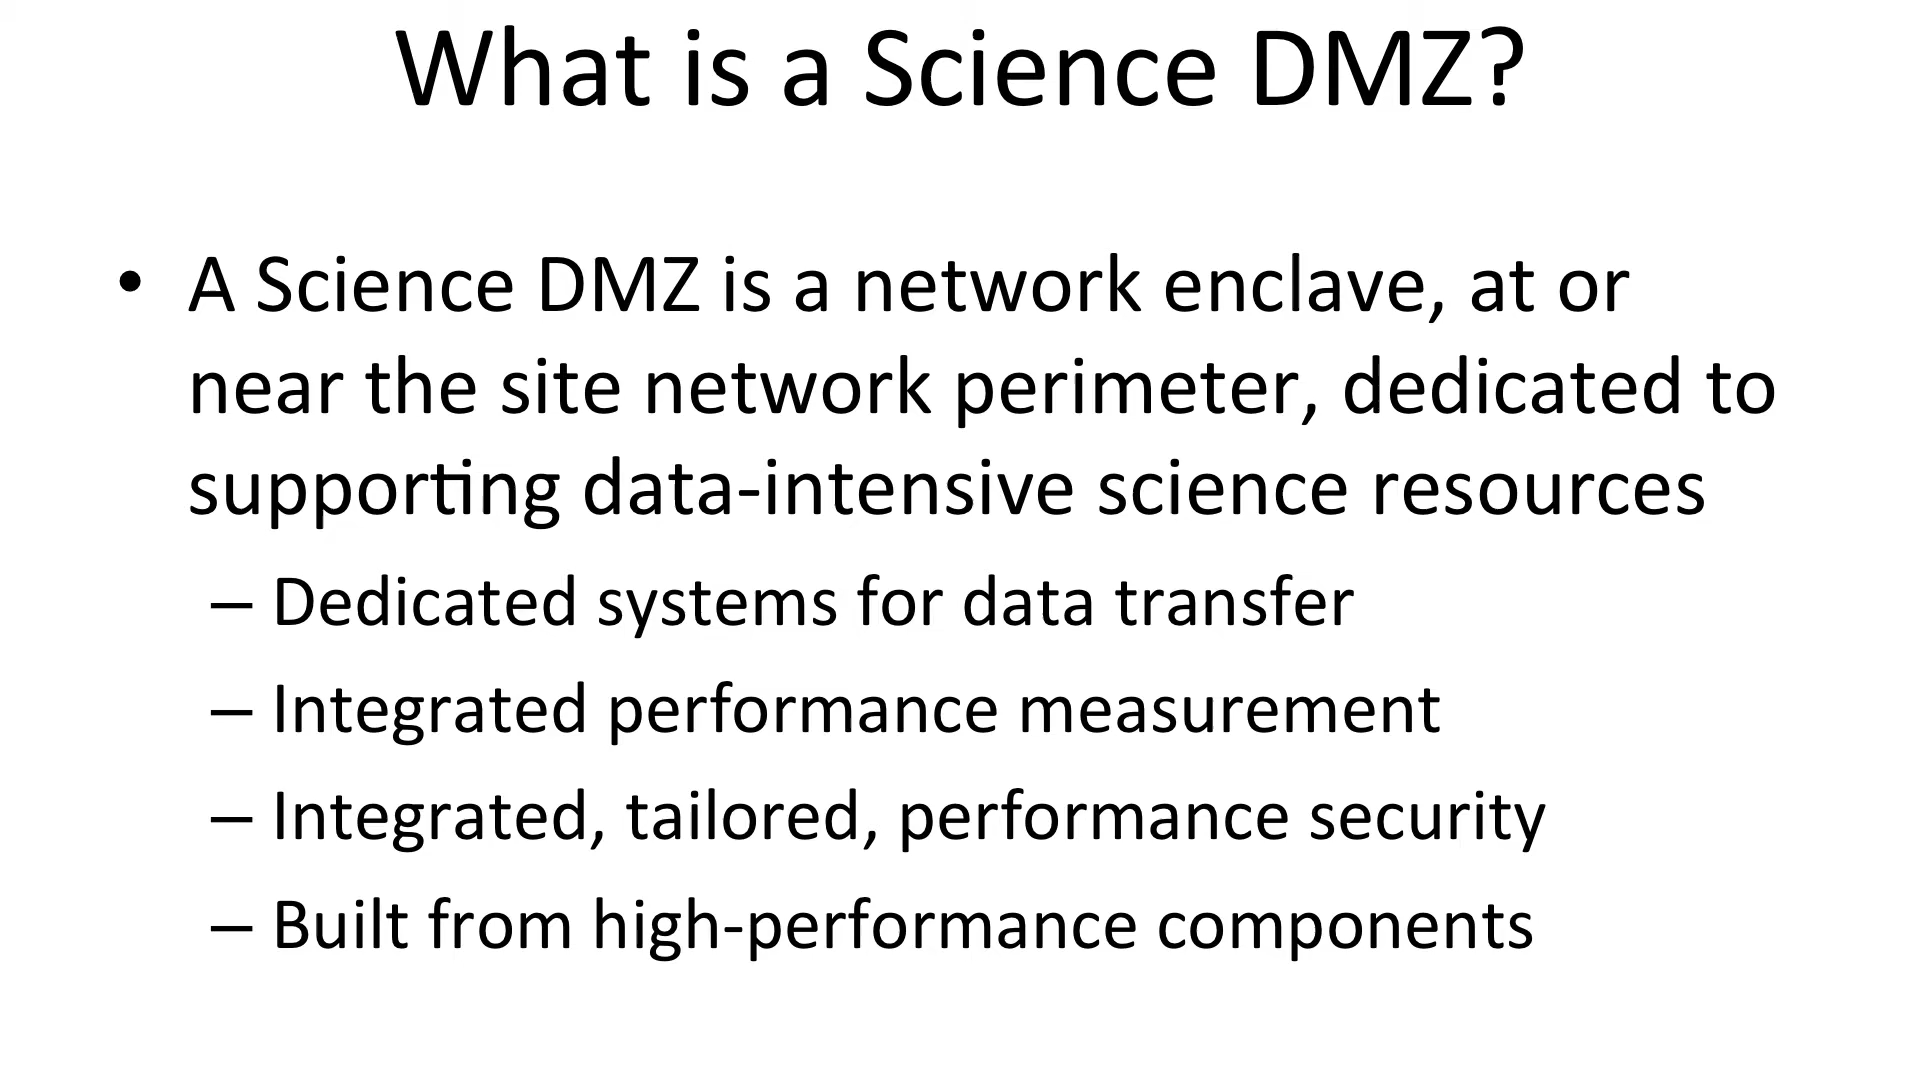 What is a Science DMZ?
• A Science DMZ is a network enclave, at or
near the site network perimeter, dedicated to
supporting data-intensive science resources
– Dedicated systems for data transfer
– Integrated performance measurement
– Integrated, tailored, performance security
– Built from high-performance components